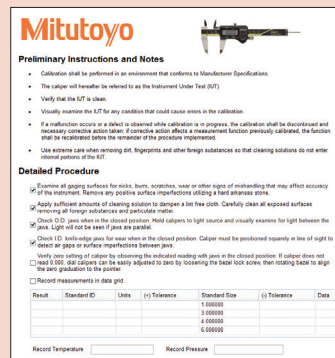 Mitutoyo
Preliminary Instructions and Notes
Calibration shall be performed in an environment that conforms to Manufacturer Specifications.
The caliper will hereafter be referred to as the Instrument Under Test (IUT).
Verify that the IUT is clean.
Visually examine the IUT for any condition that could cause errors in the calibration.
If a malfunction occurs or a defect is observed while calibration is in progress, the calibration shall be discontinued and
necessary corrective action taken; if corrective action affects a measurement function previously calibrated, the function
shall be recalibrated before the remainder of the procedure implemented.
Use extreme care when removing dirt, fingerprints and other foreign substances so that cleaning solutions do not enter
internal portions of the IUT.
Detailed Procedure
Examine all gaging surfaces for nicks, burrs, scratches, wear or other signs of mishandling that may affect accuracy
of the instrument. Remove any positive surface imperfections utilizing a hard arkansas stone.
Apply sufficient amounts of cleaning solution to dampen a lint free cloth. Carefully clean all exposed surfaces
removing all foreign substances and particulate matter.
Check O.D. jaws when in the closed position. Hold calipers to light source and visually examine for light between the
jaws. Light will not be seen if jaws are parallel.
Check I.D. knife-edge jaws for wear when in the closed position. Caliper must be positioned squarely in line of sight to
detect air gaps or surface imperfections between jaws.
Verify zero setting of caliper by observing the indicated reading with jaws in the closed position. If caliper does not
read 0.000, dial calipers can be easily adjusted to zero by loosening the bezel lock screw, then rotating bezel to align
the zero graduation to the pointer.
Record measurements in data grid.
Result Standard ID Units (+) Tolerance Standard Size (-) Tolerance Data
1.000000
3.000000
4.000000
6.000000
Record Temperature Record Pressure